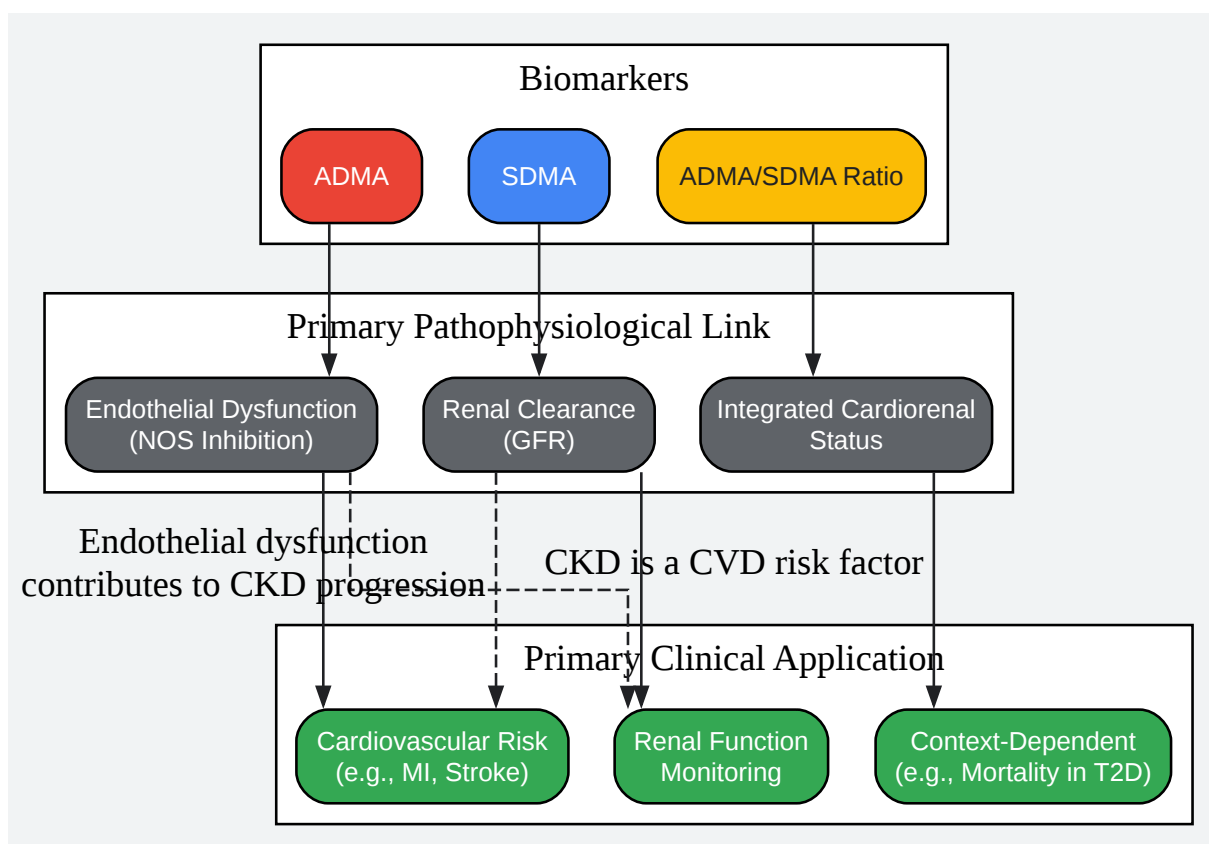 Biomarkers
ADMA
SDMA
ADMA/SDMA Ratio
Primary Pathophysiological Link
Endothelial Dysfunction
(NOS Inhibition)
Renal Clearance
(GFR)
Integrated Cardiorenal
Status
Endothelial dysfunction
contributes to CKD progression
CKD is a CVD risk factor
Primary Clinical Application
Cardiovascular Risk
(e.g., MI, Stroke)
Renal Function
Monitoring
Context-Dependent
(e.g., Mortality in T2D)